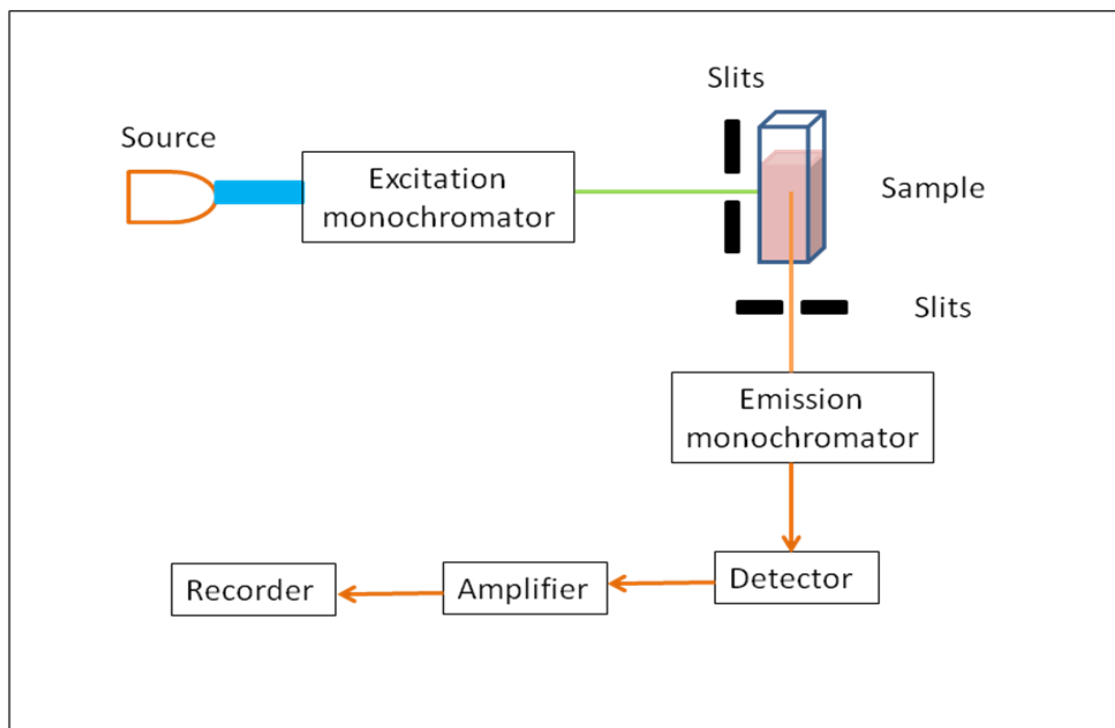 Slits
Source
Excitation
monochromator
Sample
Slits
Emission
monochromator
Detector
Amplifier
Recorder